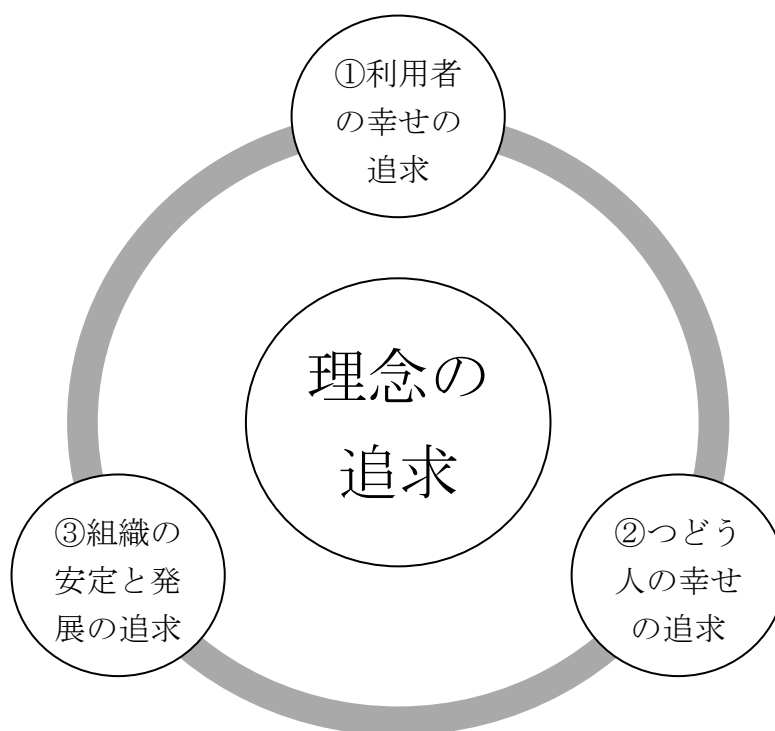 ①利用者
の幸せの
追求
理念の
追求
③組織の
安定と発
展の追求
②つどう
人の幸せ
の追求